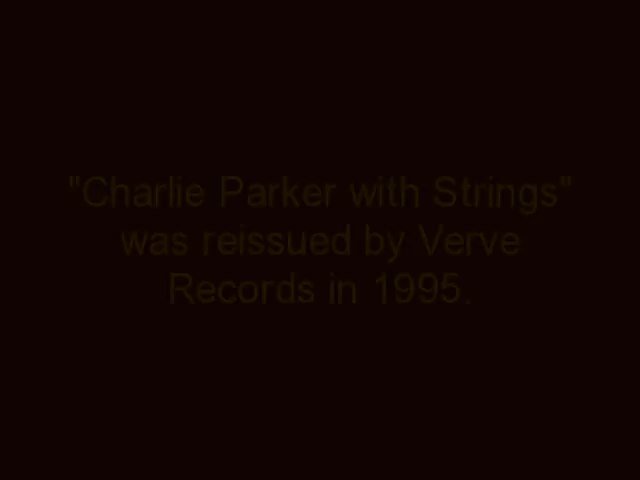 "Charlie Parker with Strings"
was reissued by Verve
Records in 1995.